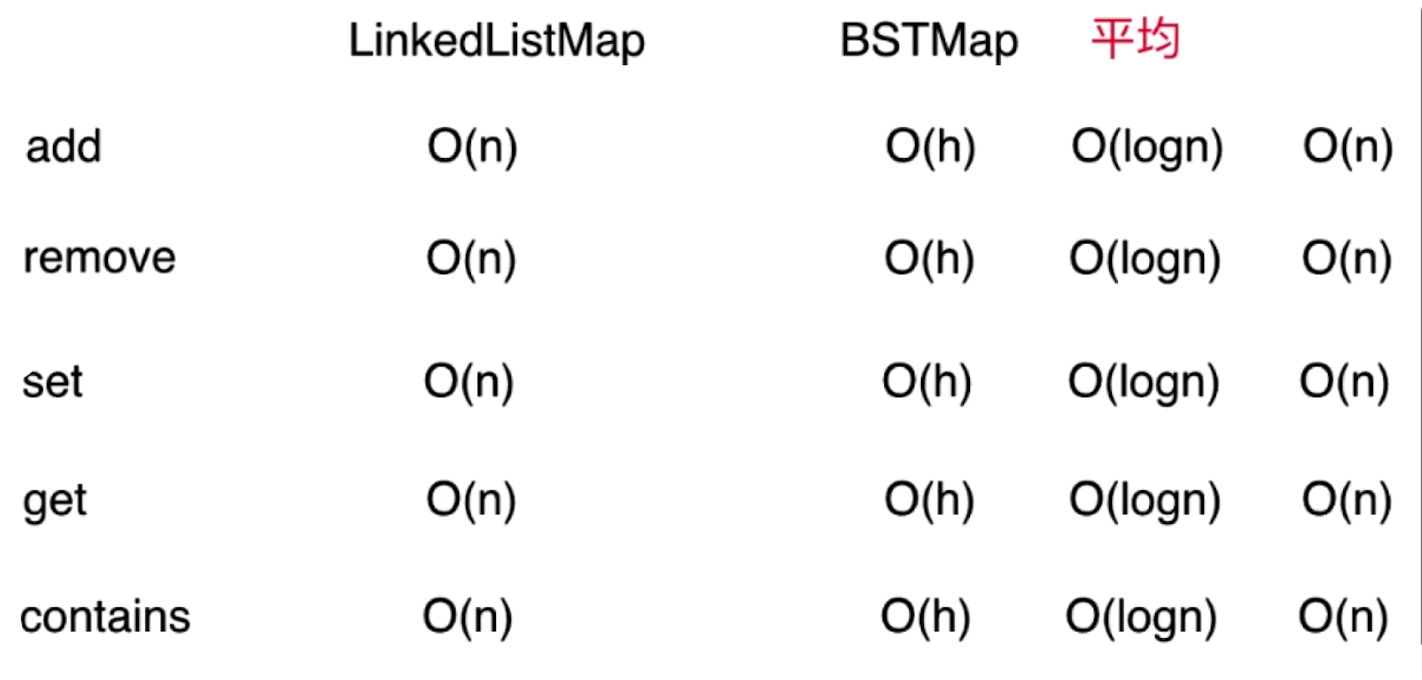 LinkedListMap BSTMap 平均
add O(n) O(h) O(logn) O(n)
remove O(n) O(h) O(logn) O(n)
set O(n) O(h) O(logn) O(n)
get O(n) O(h) O(logn) O(n)
contains O(n) O(h) O(logn) O(n)